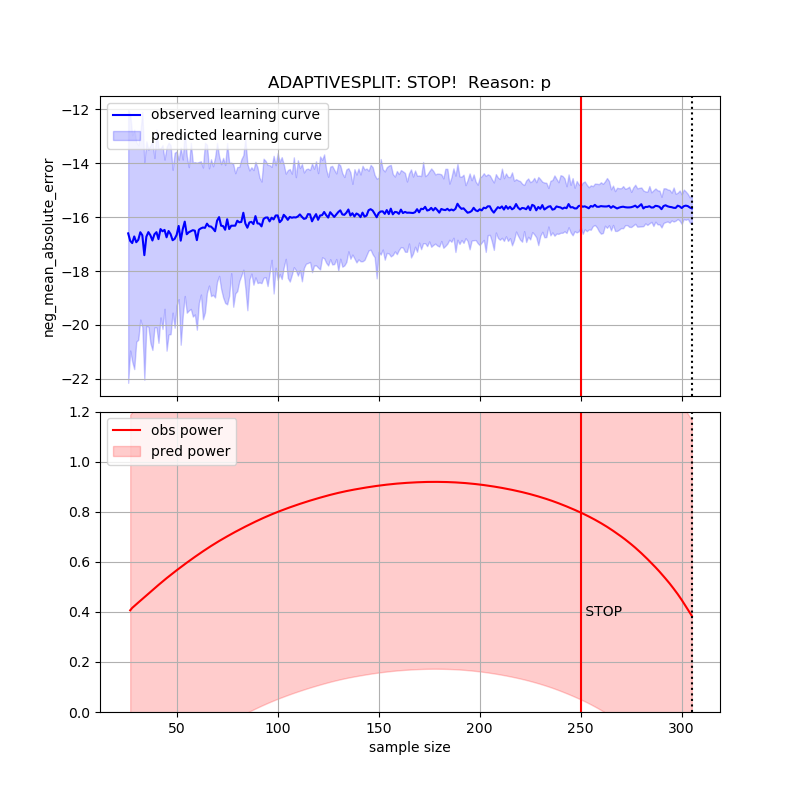 ADAPTIVESPLIT: STOP!  Reason: p
observed learning curve
predicted learning curve
neg_mean_absolute_error
−12
−14
−16
−18
−20
−22
obs power
pred power
1.2
1.0
0.8
0.6
0.4
0.2
0.0
STOP
50
100
150
200
250
300
sample size